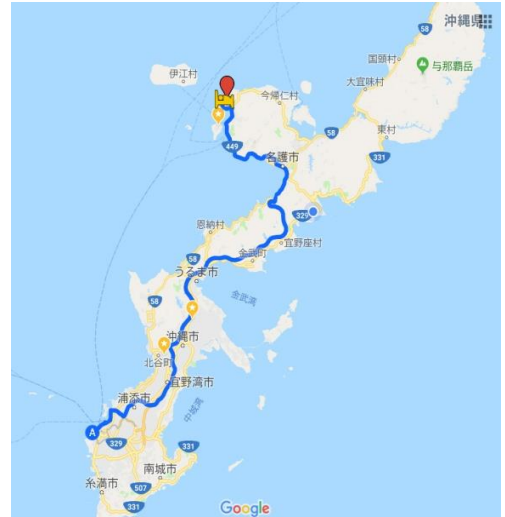 沖縄県
国頭村
伊江村
与那覇岳
大宜味村
今帰仁村
58
東村
449
331
名護市
329
恩納村
宜野座村
金武町
58
うるま市
58
金武湾
沖縄市
北谷町
宜野湾市
浦添市
中城湾
A
329
331
331
南城市
糸満市
507
331
Google